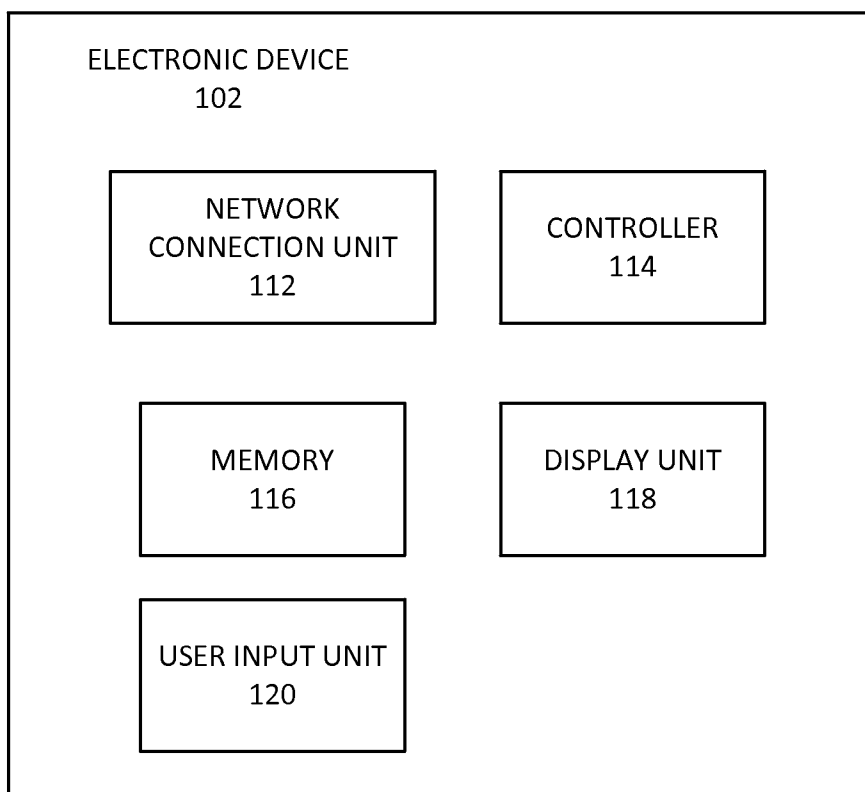 ELECTRONIC DEVICE
102
NETWORK
CONNECTION UNIT
112
CONTROLLER
114
MEMORY
116
DISPLAY UNIT
118
USER INPUT UNIT
120